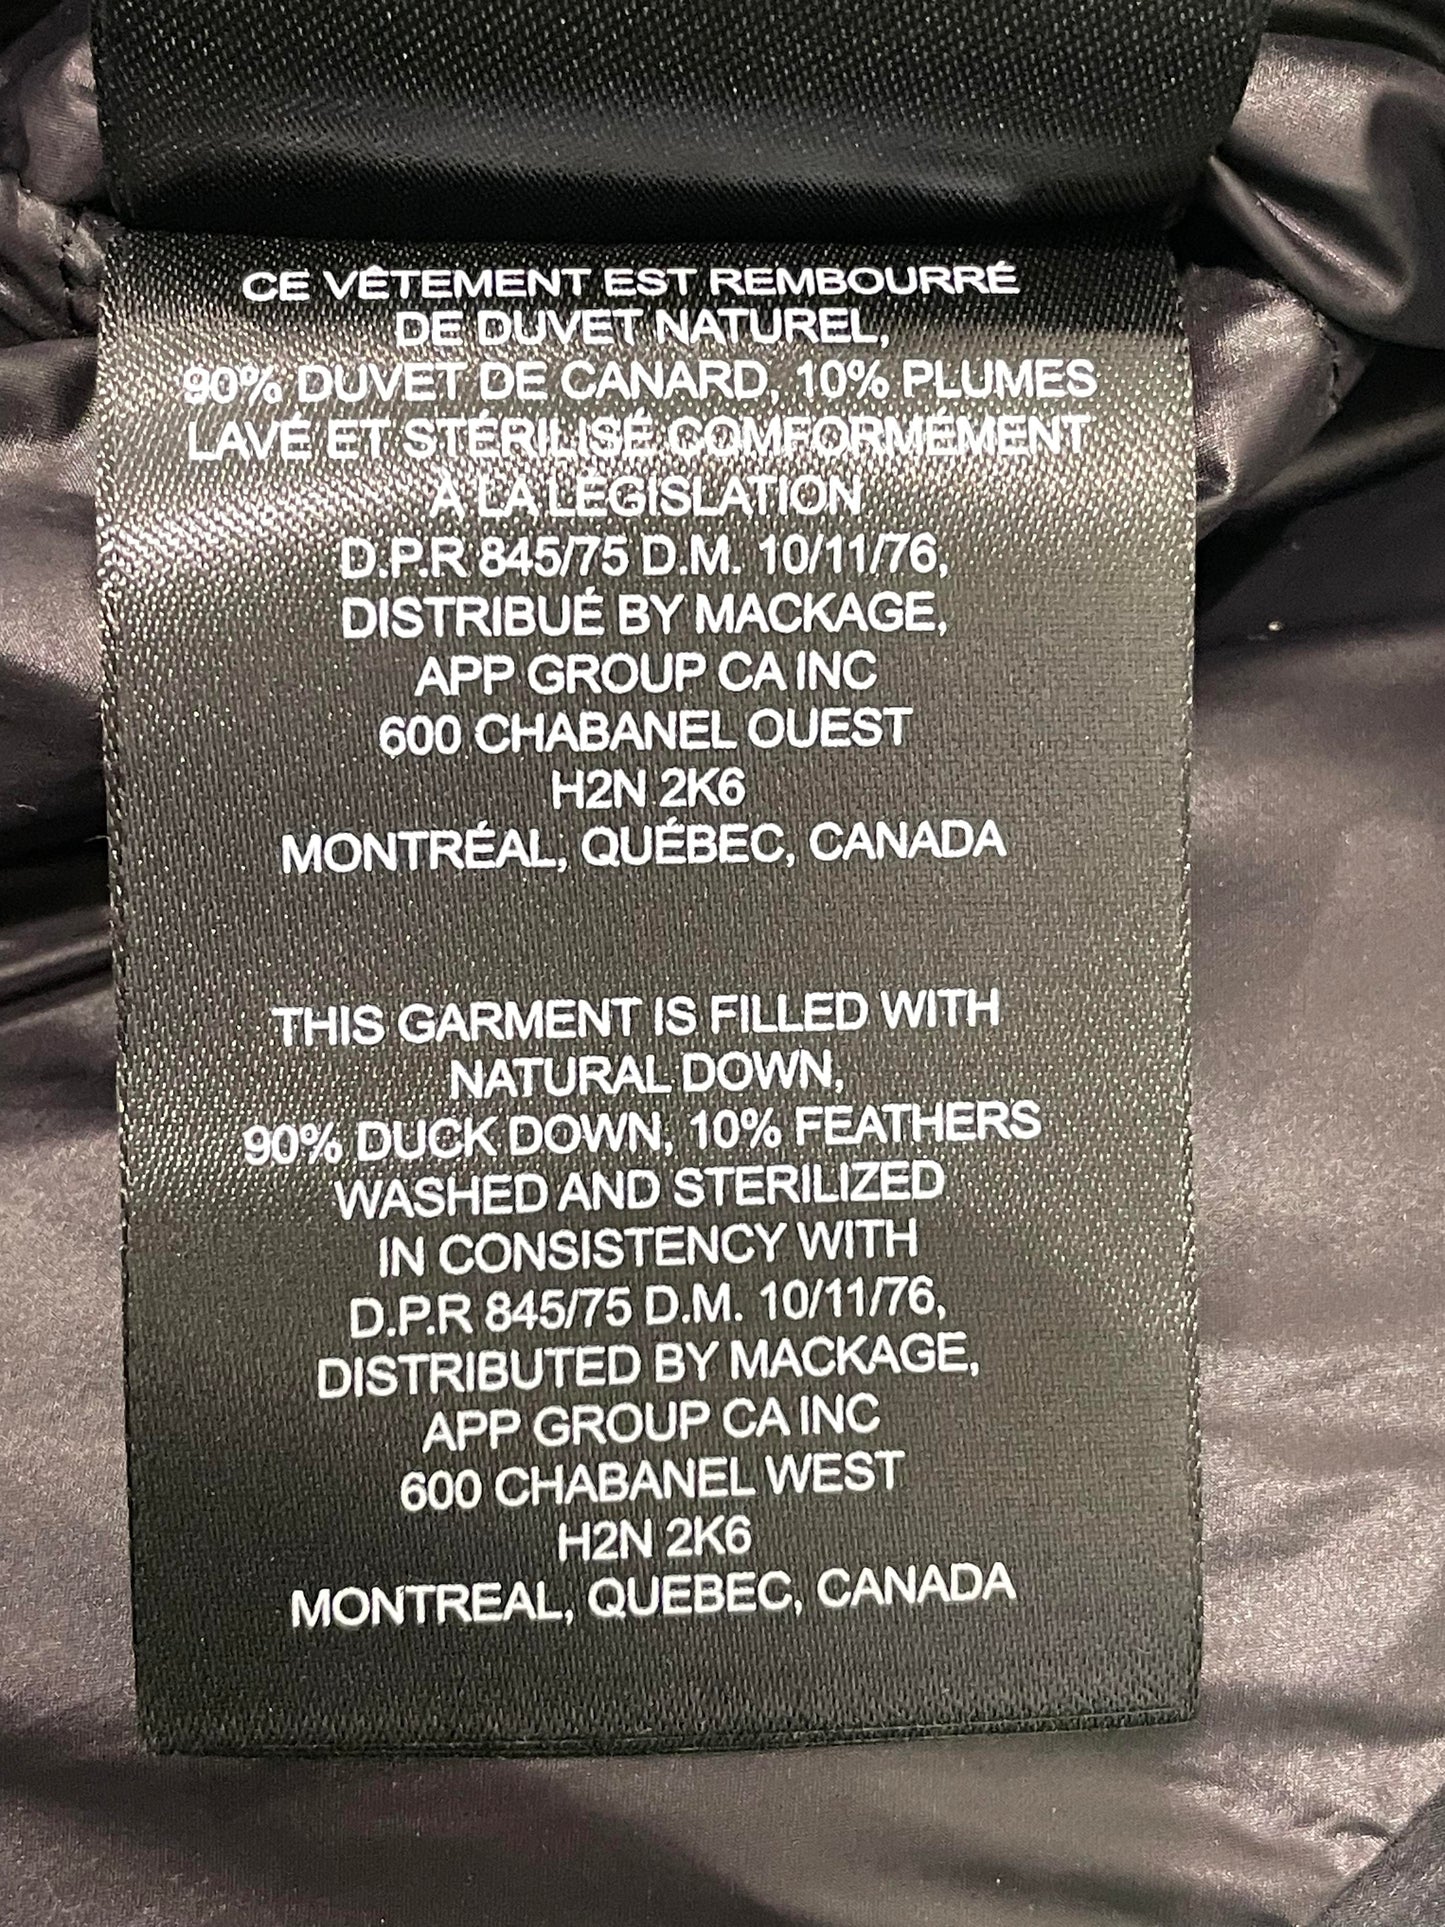 CE VÊTEMENT EST REMBOURRÉ
DE DUVET NATUREL,
90% DUVET DE CANARD, 10% PLUMES
LAVÉ ET STÉRILISÉ COMFORMÉMENT
À LA LÉGISLATION
D.P.R 845/75 D.M. 10/11/76,
DISTRIBUÉ BY MACKAGE,
APP GROUP CA INC
600 CHABANEL OUEST
H2N 2K6
MONTRÉAL, QUÉBEC, CANADA
THIS GARMENT IS FILLED WITH
NATURAL DOWN,
90% DUCK DOWN, 10% FEATHERS
WASHED AND STERILIZED
IN CONSISTENCY WITH
D.P.R 845/75 D.M. 10/11/76,
DISTRIBUTED BY MACKAGE,
APP GROUP CA INC
600 CHABANEL WEST
H2N 2K6
MONTREAL, QUEBEC, CANADA